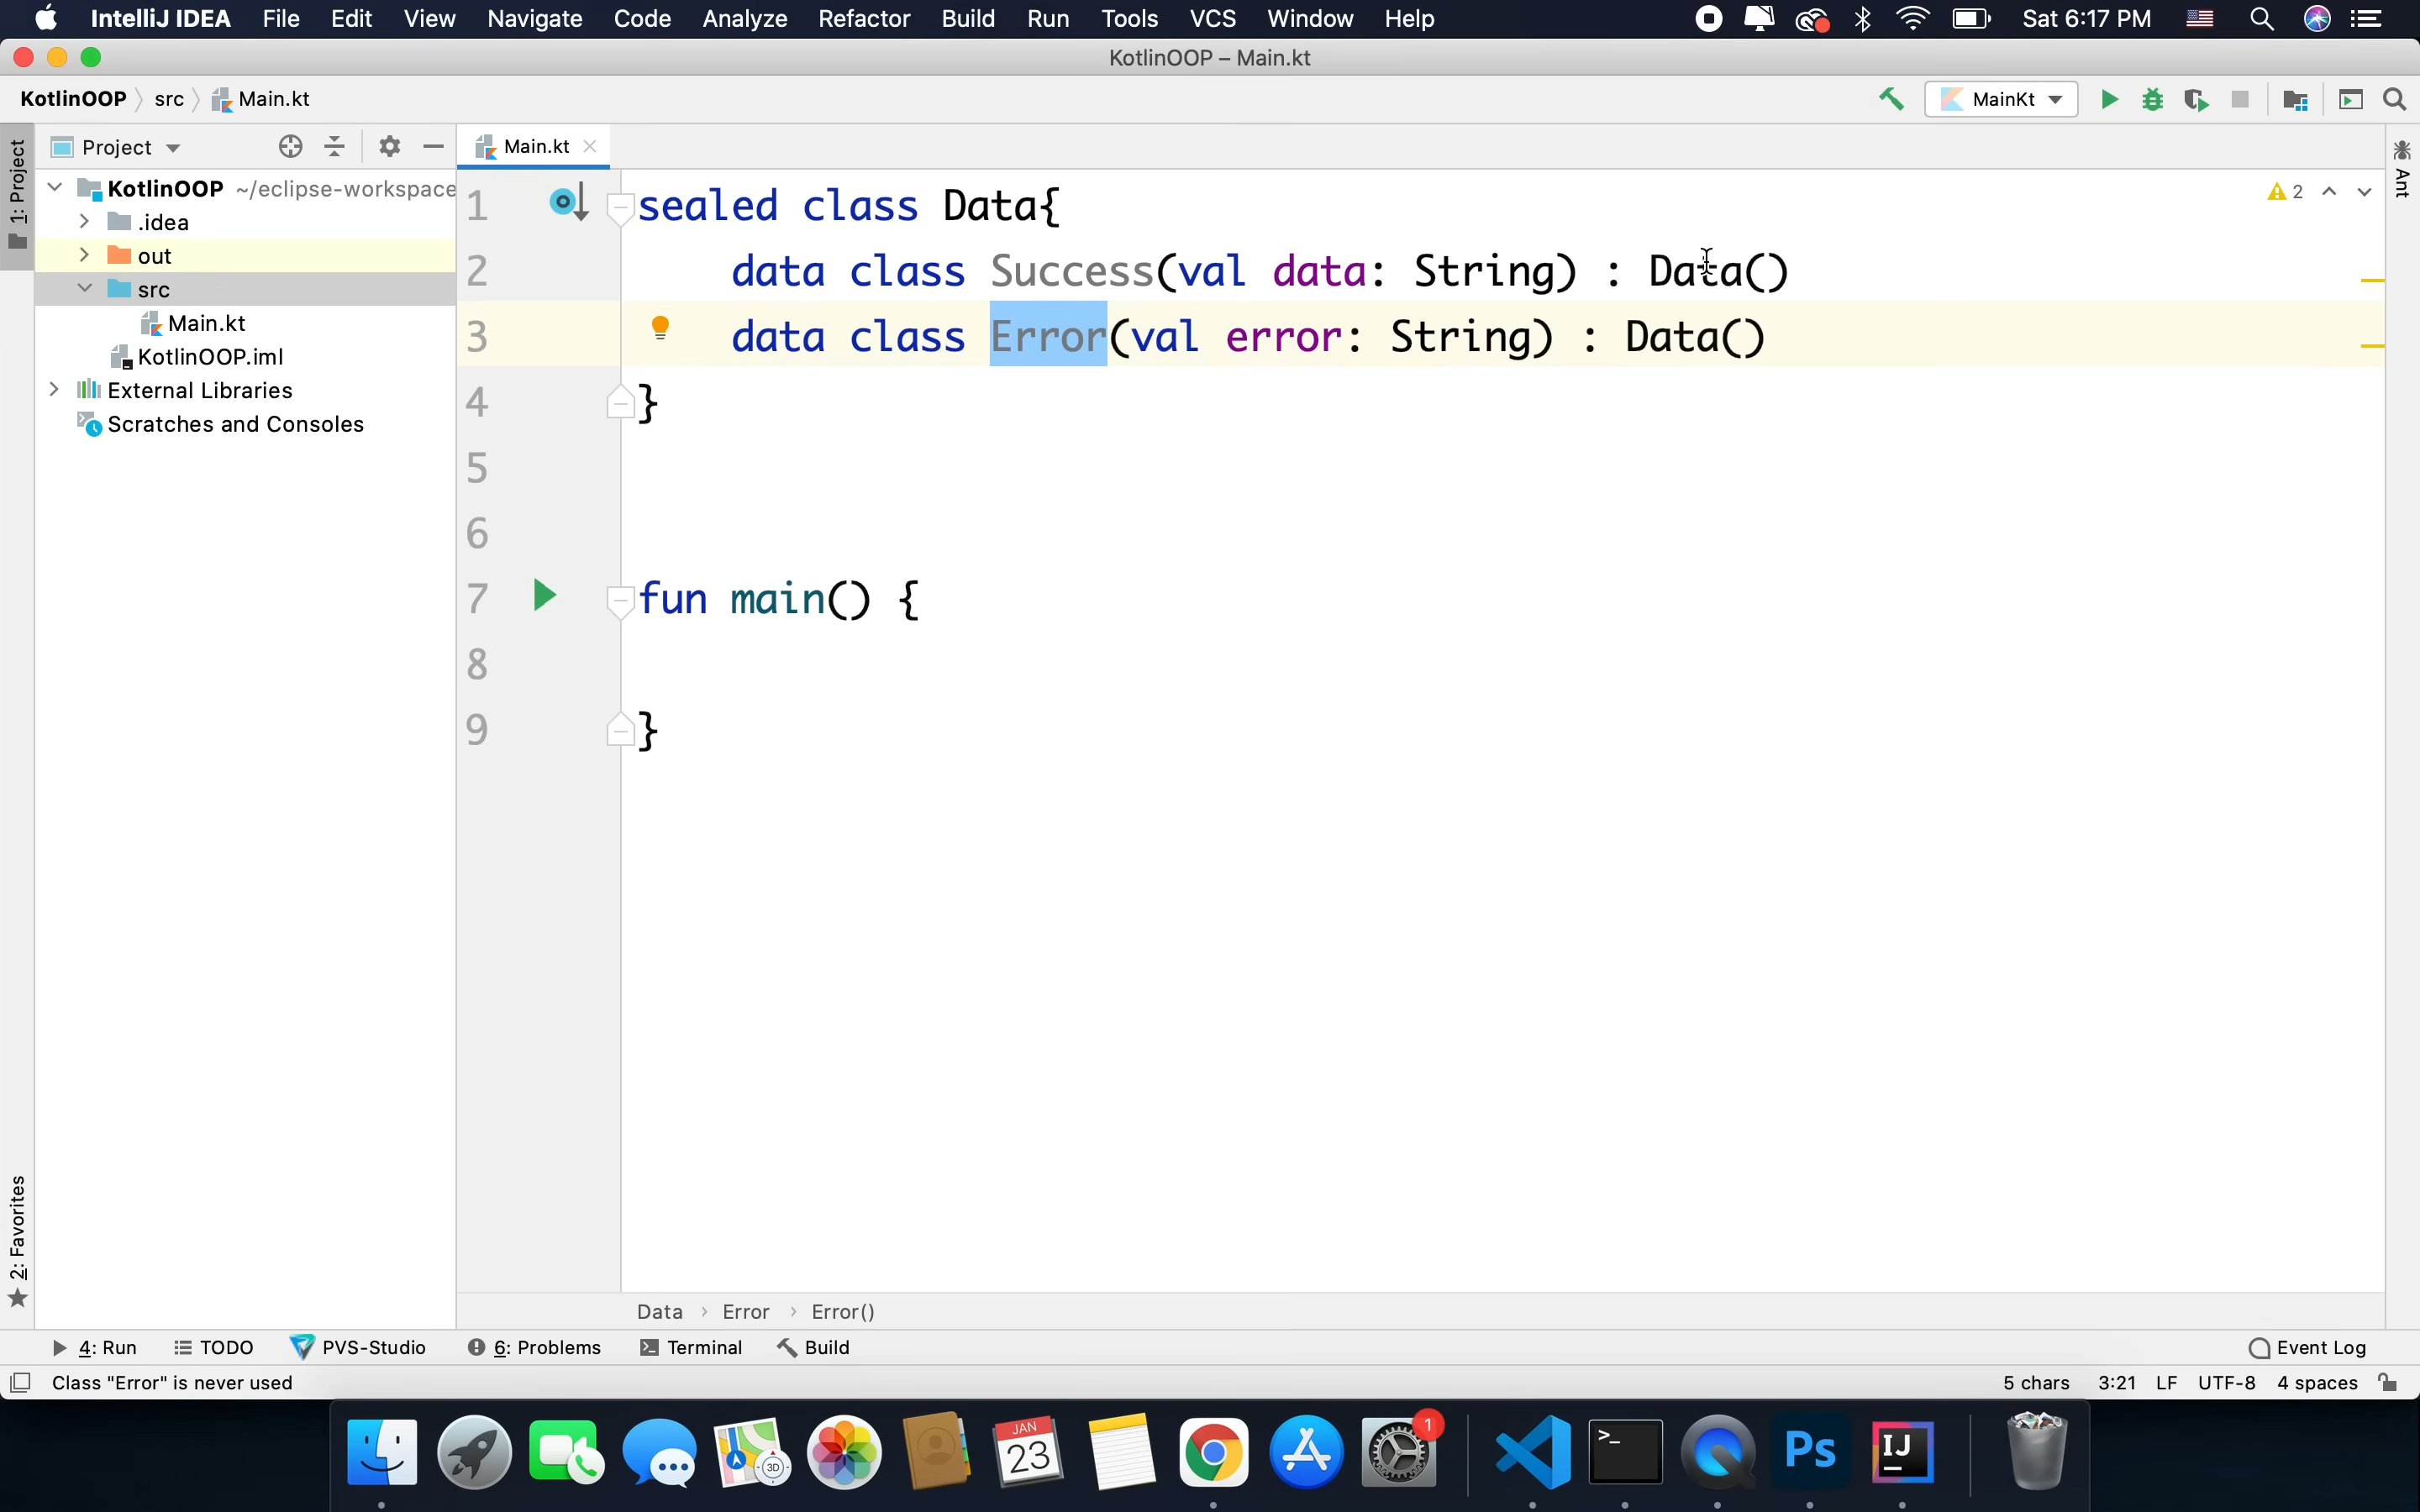 IntelliJ IDEA File Edit View Navigate Code Analyze Refactor Build Run Tools VCS Window Help Sat 6:17 PM
KotlinOOP – Main.kt
KotlinOOP src Main.kt MainKt
1: Project
Project
Main.kt
Ant
KotlinOOP ~/eclipse-workspace
.idea
out
src
Main.kt
KotlinOOP.iml
External Libraries
Scratches and Consoles
2
1 sealed class Data{
2 data class Success(val data: String) : Data()
3 data class Error(val error: String) : Data()
4 }
5
6
7 fun main() {
8
9 }
2: Favorites
Data › Error › Error()
4: Run TODO PVS-Studio 6: Problems Terminal Build Event Log
Class "Error" is never used 5 chars 3:21 LF UTF-8 4 spaces
3D
JAN
23
1
>_
Ps
IJ